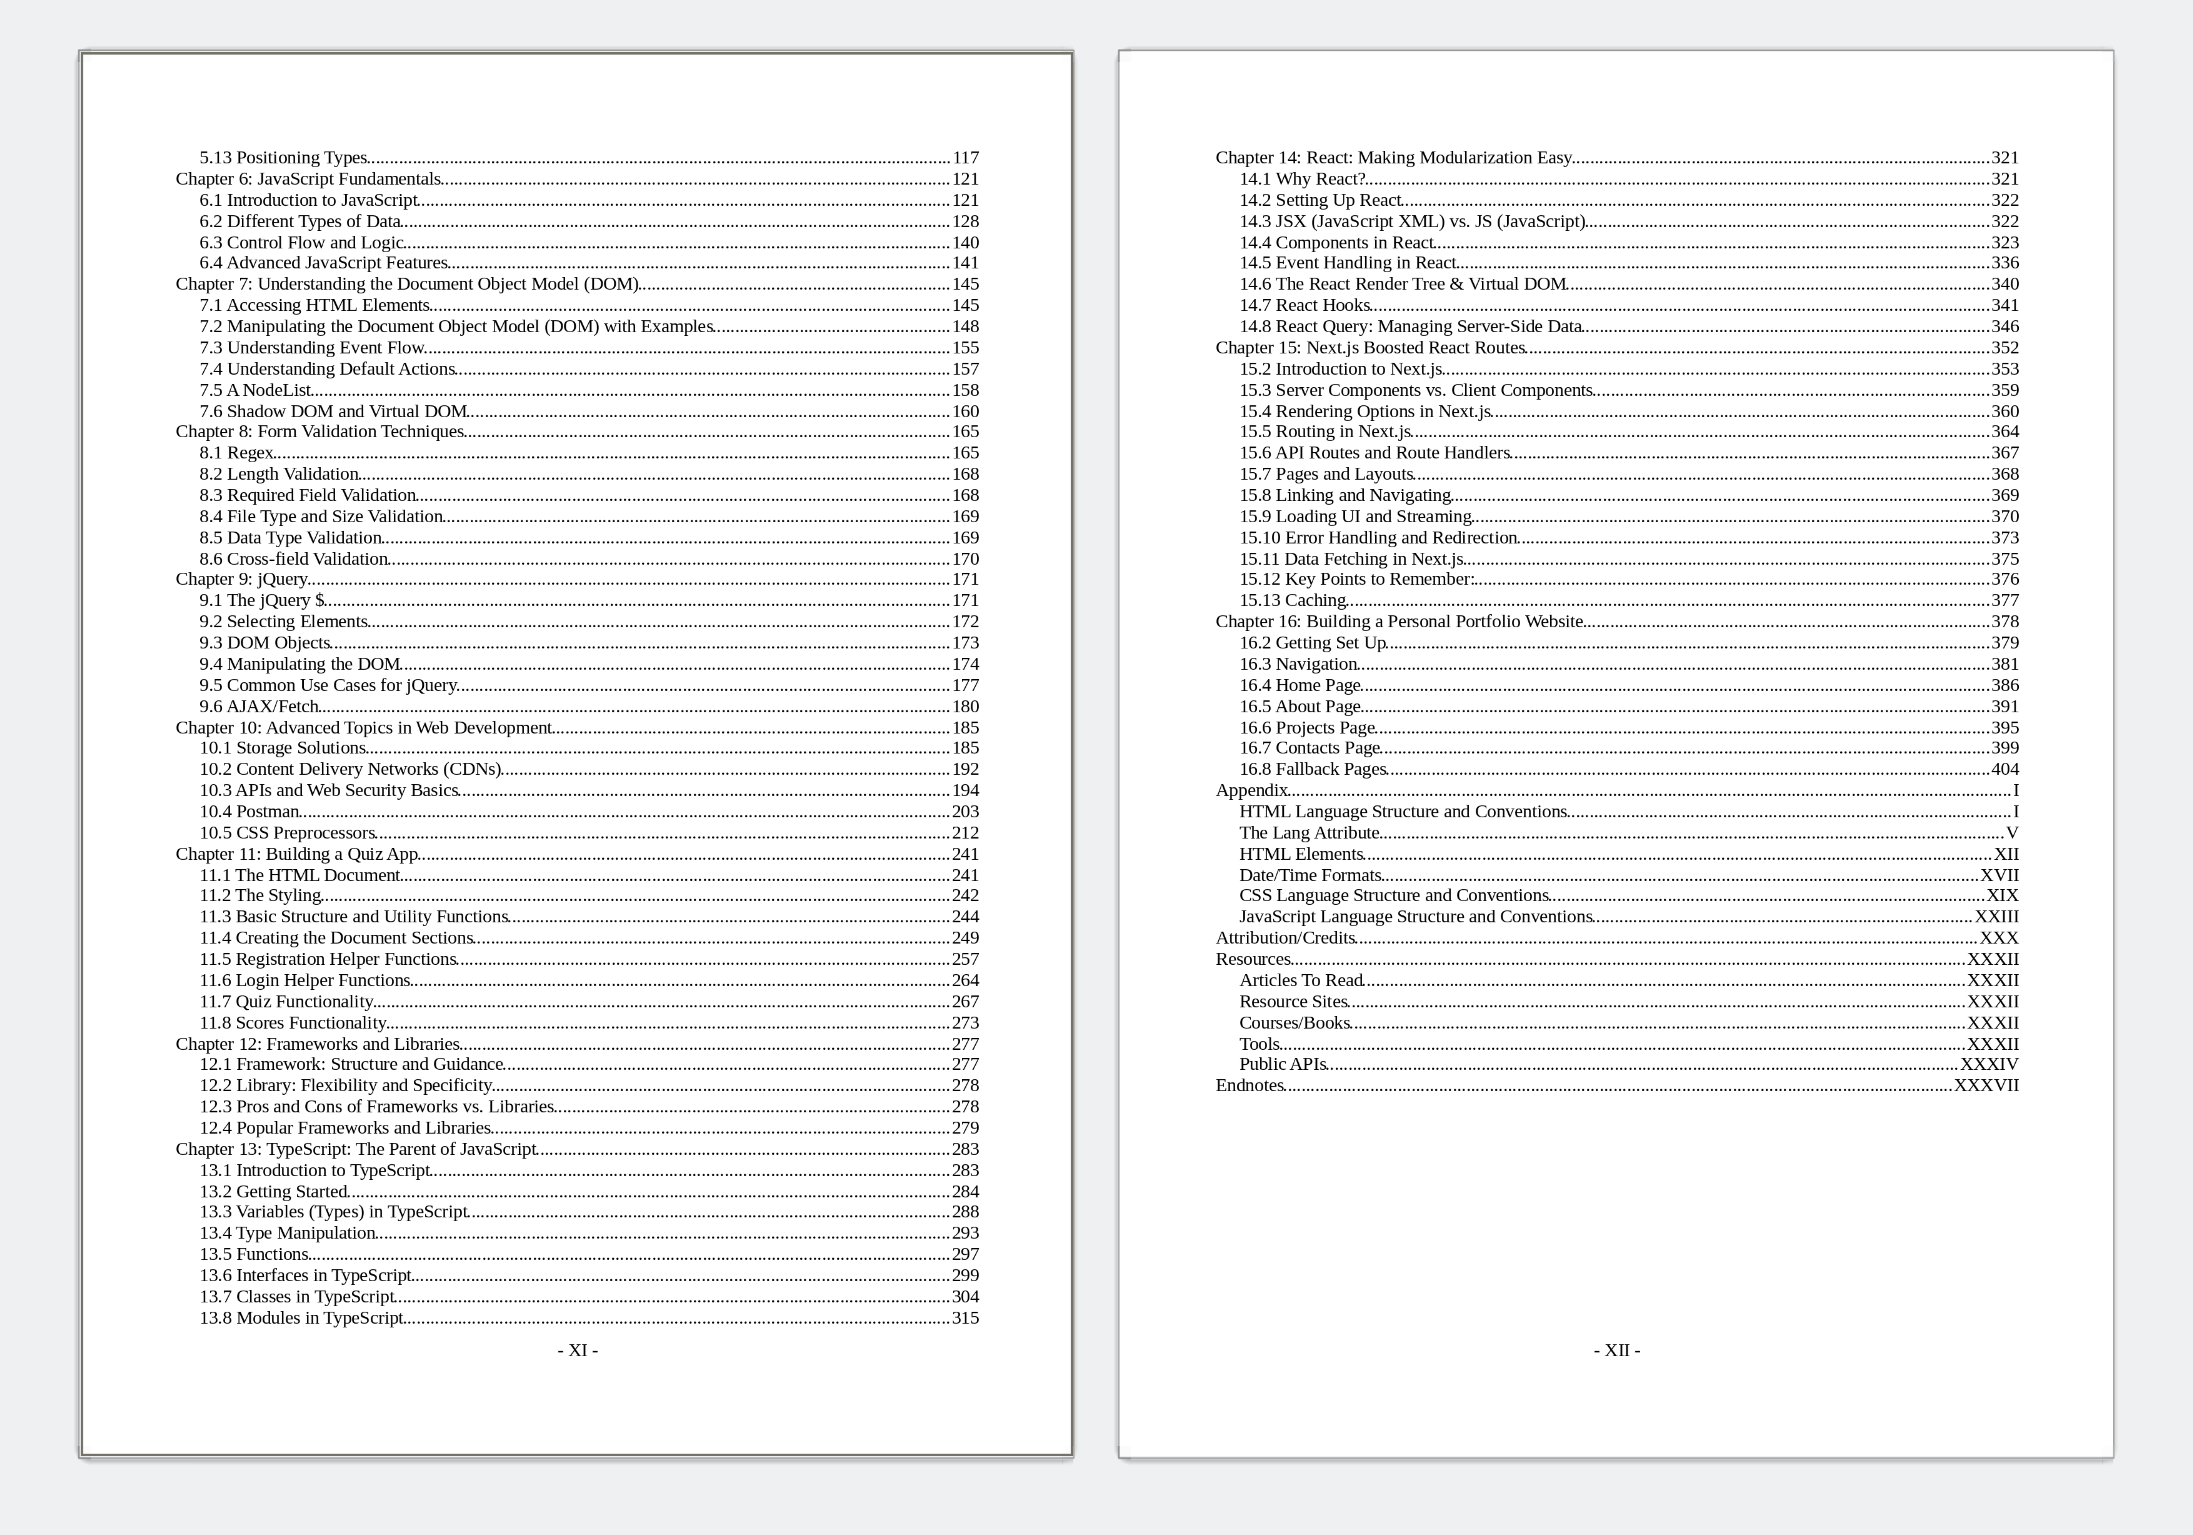 5.13 Positioning Types 117
Chapter 6: JavaScript Fundamentals 121
6.1 Introduction to JavaScript 121
6.2 Different Types of Data 128
6.3 Control Flow and Logic 140
6.4 Advanced JavaScript Features 141
Chapter 7: Understanding the Document Object Model (DOM) 145
7.1 Accessing HTML Elements 145
7.2 Manipulating the Document Object Model (DOM) with Examples 148
7.3 Understanding Event Flow 155
7.4 Understanding Default Actions 157
7.5 A NodeList 158
7.6 Shadow DOM and Virtual DOM 160
Chapter 8: Form Validation Techniques 165
8.1 Regex 165
8.2 Length Validation 168
8.3 Required Field Validation 168
8.4 File Type and Size Validation 169
8.5 Data Type Validation 169
8.6 Cross-field Validation 170
Chapter 9: jQuery 171
9.1 The jQuery $ 171
9.2 Selecting Elements 172
9.3 DOM Objects 173
9.4 Manipulating the DOM 174
9.5 Common Use Cases for jQuery 177
9.6 AJAX/Fetch 180
Chapter 10: Advanced Topics in Web Development 185
10.1 Storage Solutions 185
10.2 Content Delivery Networks (CDNs) 192
10.3 APIs and Web Security Basics 194
10.4 Postman 203
10.5 CSS Preprocessors 212
Chapter 11: Building a Quiz App 241
11.1 The HTML Document 241
11.2 The Styling 242
11.3 Basic Structure and Utility Functions 244
11.4 Creating the Document Sections 249
11.5 Registration Helper Functions 257
11.6 Login Helper Functions 264
11.7 Quiz Functionality 267
11.8 Scores Functionality 273
Chapter 12: Frameworks and Libraries 277
12.1 Framework: Structure and Guidance 277
12.2 Library: Flexibility and Specificity 278
12.3 Pros and Cons of Frameworks vs. Libraries 278
12.4 Popular Frameworks and Libraries 279
Chapter 13: TypeScript: The Parent of JavaScript 283
13.1 Introduction to TypeScript 283
13.2 Getting Started 284
13.3 Variables (Types) in TypeScript 288
13.4 Type Manipulation 293
13.5 Functions 297
13.6 Interfaces in TypeScript 299
13.7 Classes in TypeScript 304
13.8 Modules in TypeScript 315
- XI -
Chapter 14: React: Making Modularization Easy 321
14.1 Why React? 321
14.2 Setting Up React 322
14.3 JSX (JavaScript XML) vs. JS (JavaScript) 322
14.4 Components in React 323
14.5 Event Handling in React 336
14.6 The React Render Tree & Virtual DOM 340
14.7 React Hooks 341
14.8 React Query: Managing Server-Side Data 346
Chapter 15: Next.js Boosted React Routes 352
15.2 Introduction to Next.js 353
15.3 Server Components vs. Client Components 359
15.4 Rendering Options in Next.js 360
15.5 Routing in Next.js 364
15.6 API Routes and Route Handlers 367
15.7 Pages and Layouts 368
15.8 Linking and Navigating 369
15.9 Loading UI and Streaming 370
15.10 Error Handling and Redirection 373
15.11 Data Fetching in Next.js 375
15.12 Key Points to Remember: 376
15.13 Caching 377
Chapter 16: Building a Personal Portfolio Website 378
16.2 Getting Set Up 379
16.3 Navigation 381
16.4 Home Page 386
16.5 About Page 391
16.6 Projects Page 395
16.7 Contacts Page 399
16.8 Fallback Pages 404
Appendix I
HTML Language Structure and Conventions I
The Lang Attribute V
HTML Elements XII
Date/Time Formats XVII
CSS Language Structure and Conventions XIX
JavaScript Language Structure and Conventions XXIII
Attribution/Credits XXX
Resources XXXII
Articles To Read XXXII
Resource Sites XXXII
Courses/Books XXXII
Tools XXXII
Public APIs XXXIV
Endnotes XXXVII
- XII -